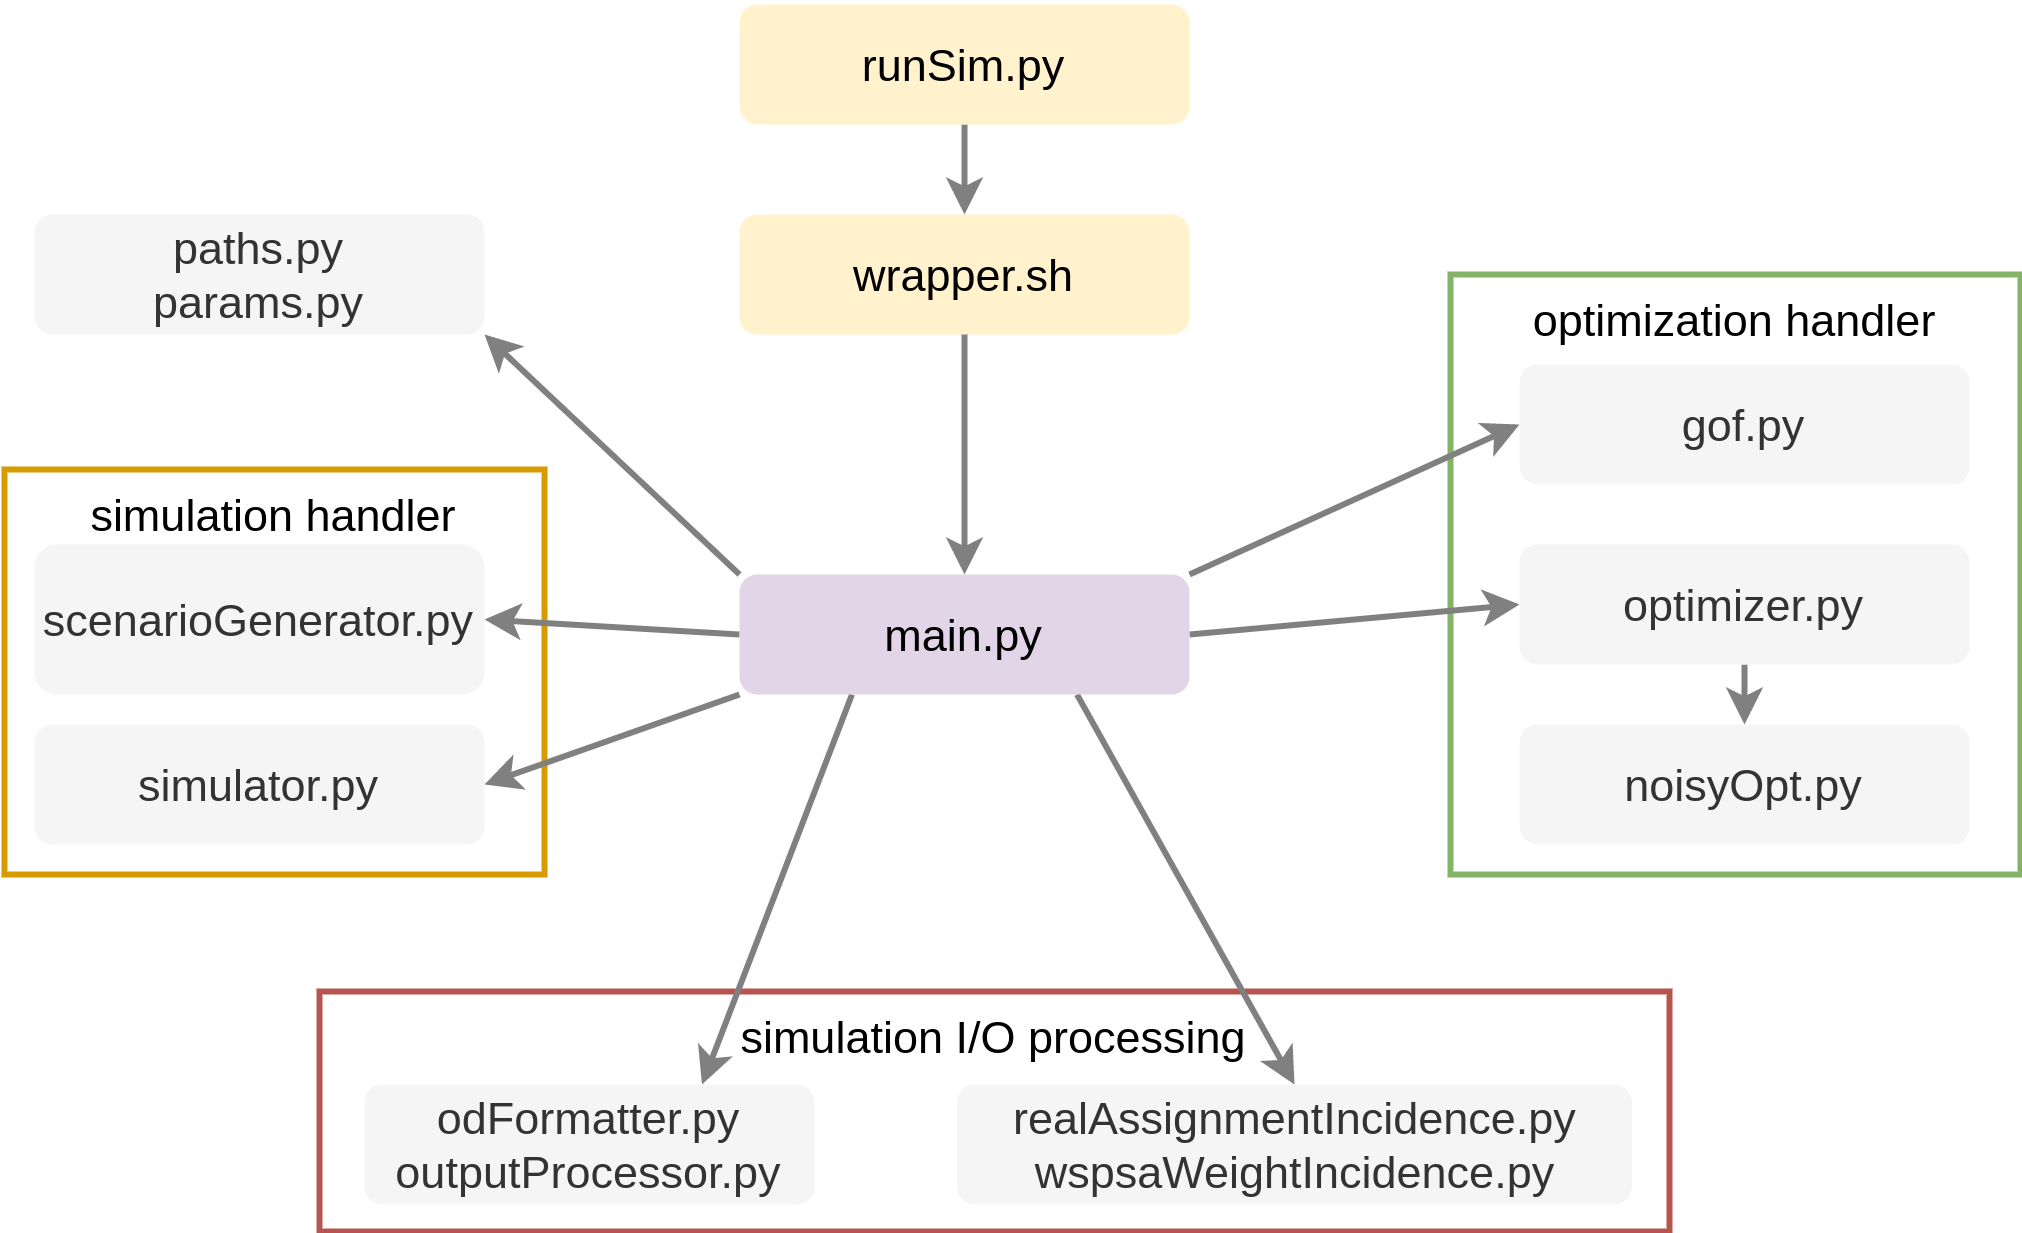 runSim.py
wrapper.sh
paths.py
params.py
optimization handler
gof.py
optimizer.py
noisyOpt.py
simulation handler
scenarioGenerator.py
simulator.py
main.py
simulation I/O processing
odFormatter.py
outputProcessor.py
realAssignmentIncidence.py
wspsaWeightIncidence.py